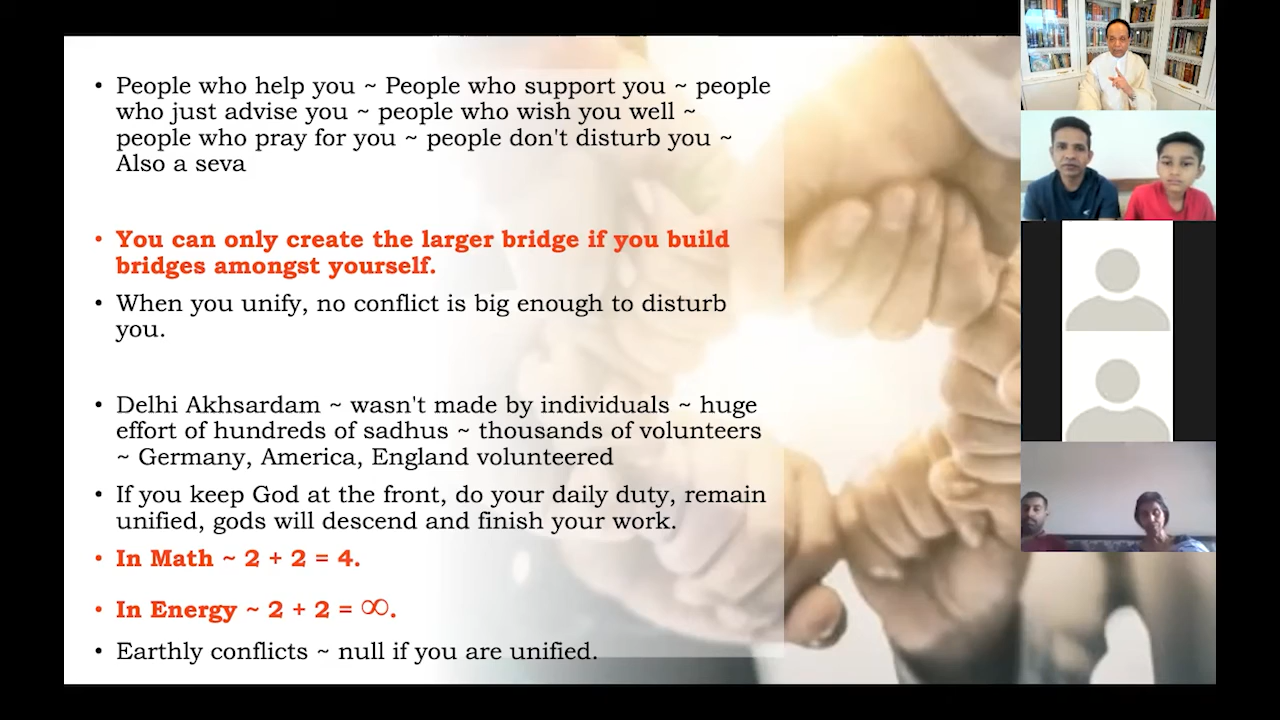 • People who help you ~ People who support you ~ people
who just advise you ~ people who wish you well ~
people who pray for you ~ people don't disturb you ~
Also a seva
• You can only create the larger bridge if you build
bridges amongst yourself.
• When you unify, no conflict is big enough to disturb
you.
• Delhi Akhsardam ~ wasn't made by individuals ~ huge
effort of hundreds of sadhus ~ thousands of volunteers
~ Germany, America, England volunteered
• If you keep God at the front, do your daily duty, remain
unified, gods will descend and finish your work.
• In Math ~ 2 + 2 = 4.
• In Energy ~ 2 + 2 = ∞.
• Earthly conflicts ~ null if you are unified.